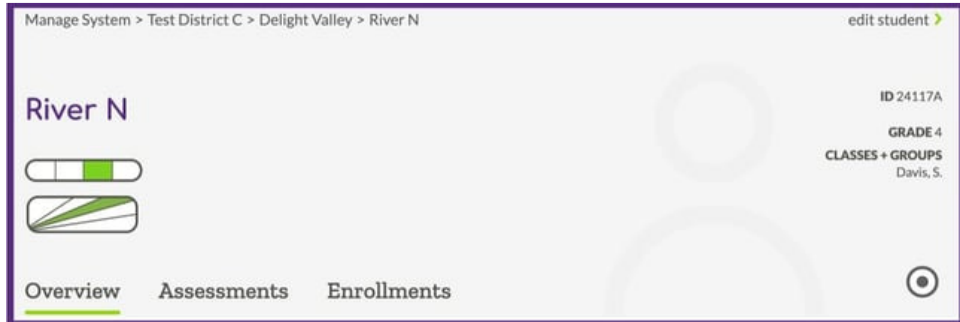 Manage System > Test District C > Delight Valley > River N
edit student >
River N
ID 24117A
GRADE 4
CLASSES + GROUPS
Davis, S.
Overview Assessments Enrollments